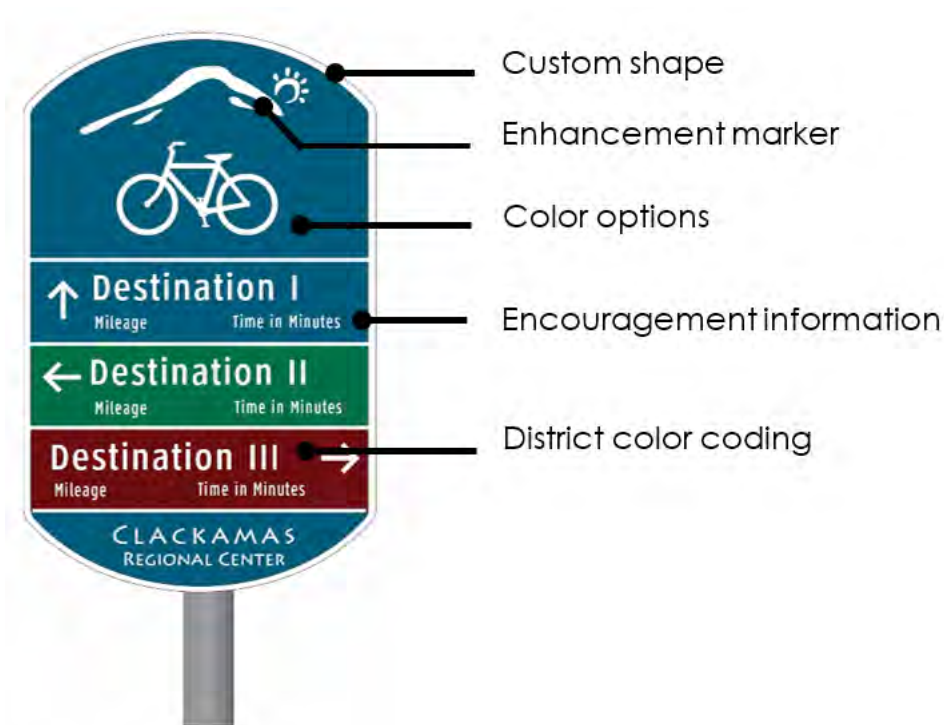 Custom shape
Enhancement marker
Color options
Destination I
Mileage Time in Minutes
Encouragement information
Destination II
Mileage Time in Minutes
Destination III
Mileage Time in Minutes
District color coding
CLACKAMAS
REGIONAL CENTER